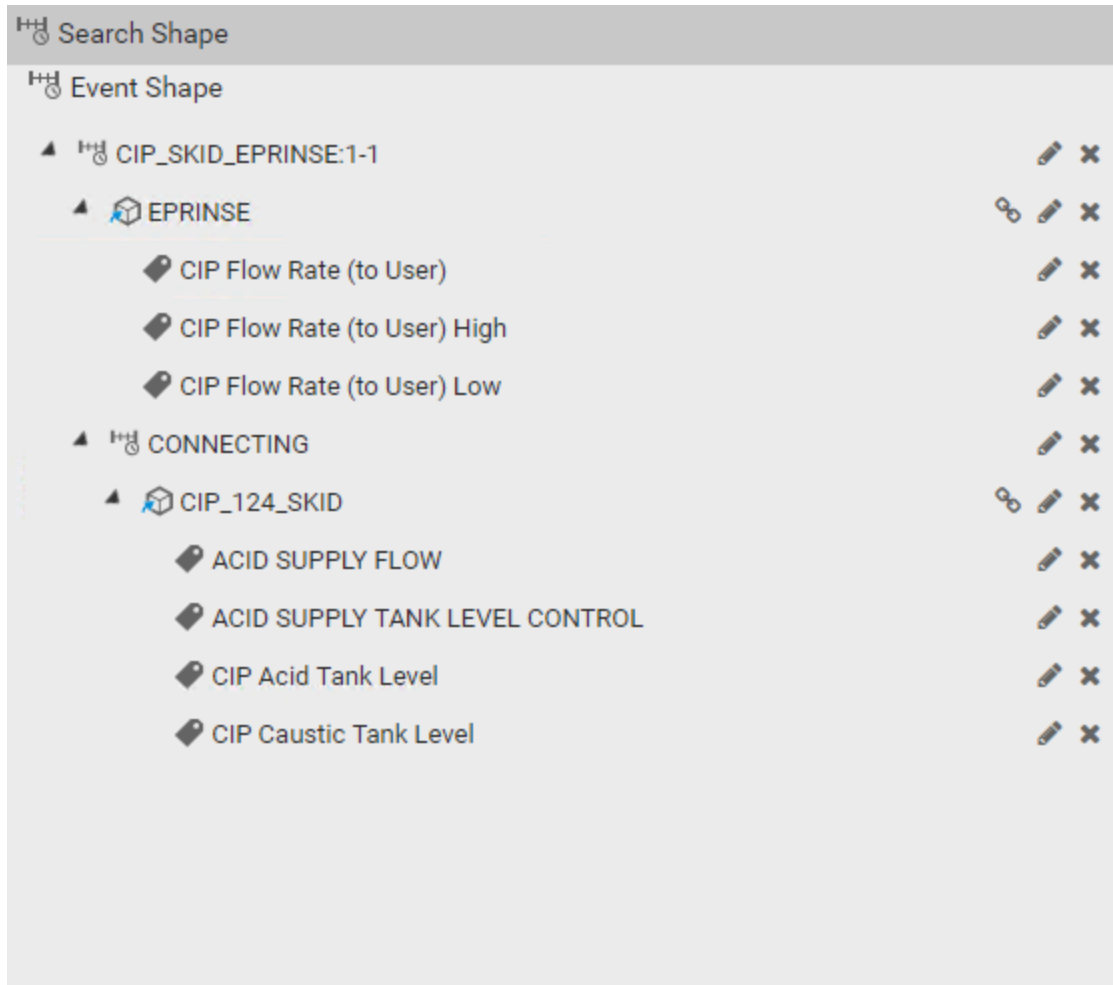 Search Shape
Event Shape
CIP_SKID_EPRINSE:1-1
EPRINSE
CIP Flow Rate (to User)
CIP Flow Rate (to User) High
CIP Flow Rate (to User) Low
CONNECTING
CIP_124_SKID
ACID SUPPLY FLOW
ACID SUPPLY TANK LEVEL CONTROL
CIP Acid Tank Level
CIP Caustic Tank Level